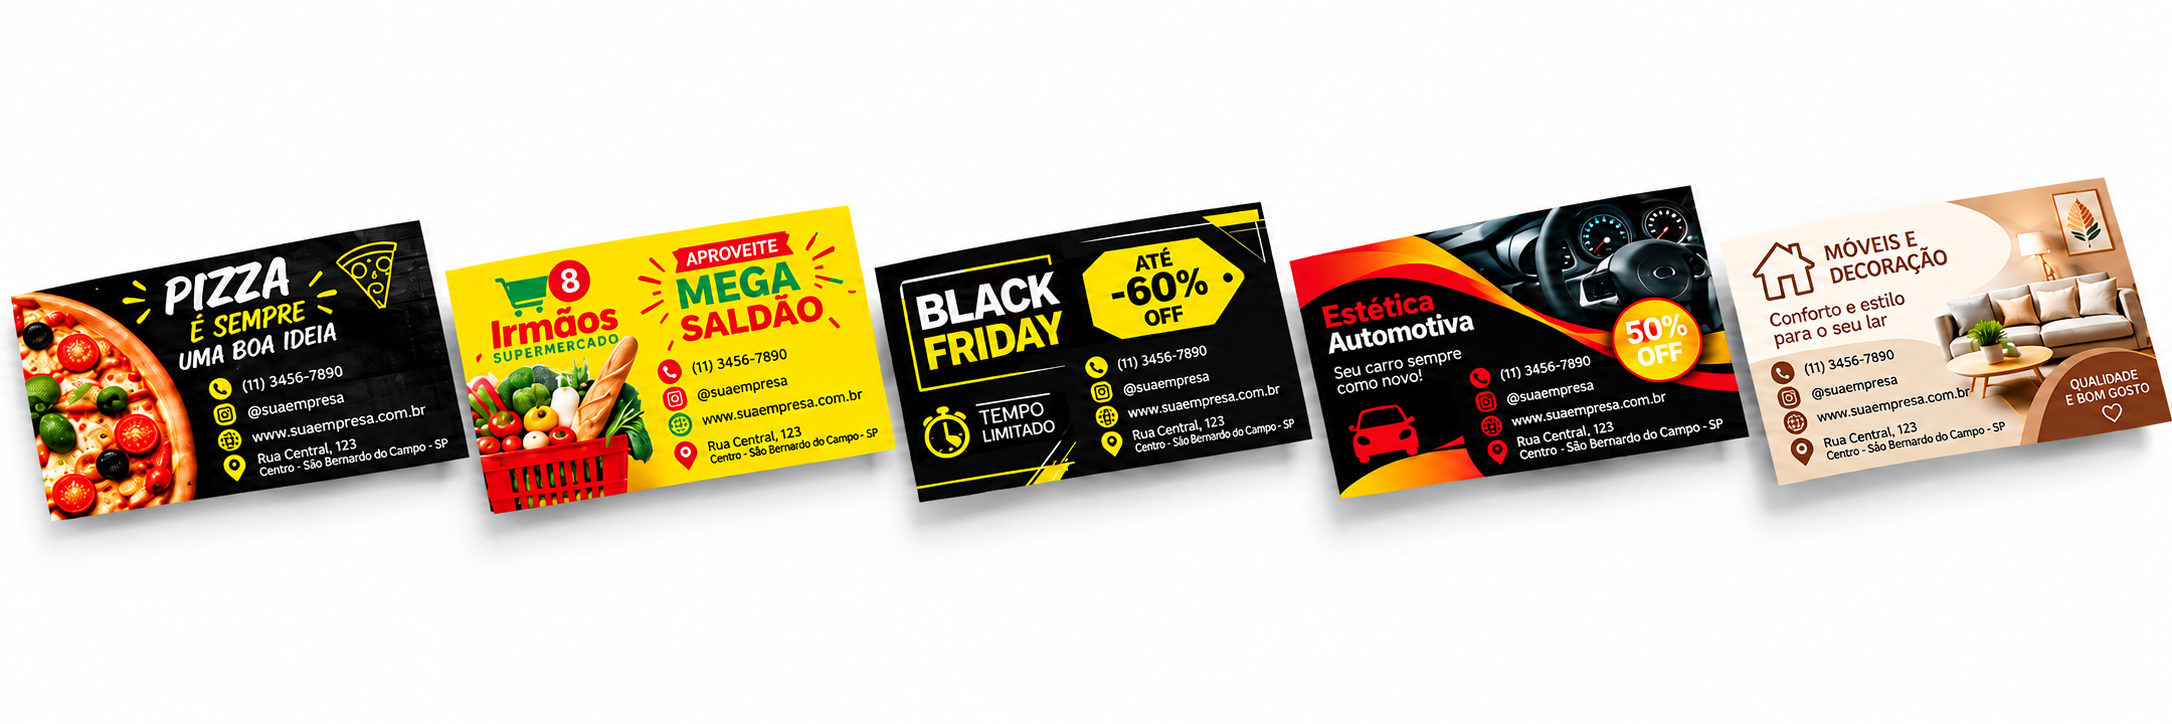 PIZZA
É SEMPRE
UMA BOA IDEIA
(11) 3456-7890
@suaempresa
www.suaempresa.com.br
Rua Central, 123
Centro - São Bernardo do Campo - SP
8
Irmãos
SUPERMERCADO
APROVEITE
MEGA
SALDÃO
(11) 3456-7890
@suaempresa
www.suaempresa.com.br
Rua Central, 123
Centro - São Bernardo do Campo - SP
BLACK
FRIDAY
TEMPO
LIMITADO
ATÉ
-60%
OFF
(11) 3456-7890
@suaempresa
www.suaempresa.com.br
Rua Central, 123
Centro - São Bernardo do Campo - SP
Estética
Automotiva
Seu carro sempre
como novo!
50%
OFF
(11) 3456-7890
@suaempresa
www.suaempresa.com.br
Rua Central, 123
Centro - São Bernardo do Campo - SP
MÓVEIS E
DECORAÇÃO
Conforto e estilo
para o seu lar
(11) 3456-7890
@suaempresa
www.suaempresa.com.br
Rua Central, 123
Centro - São Bernardo do Campo - SP
QUALIDADE
E BOM GOSTO